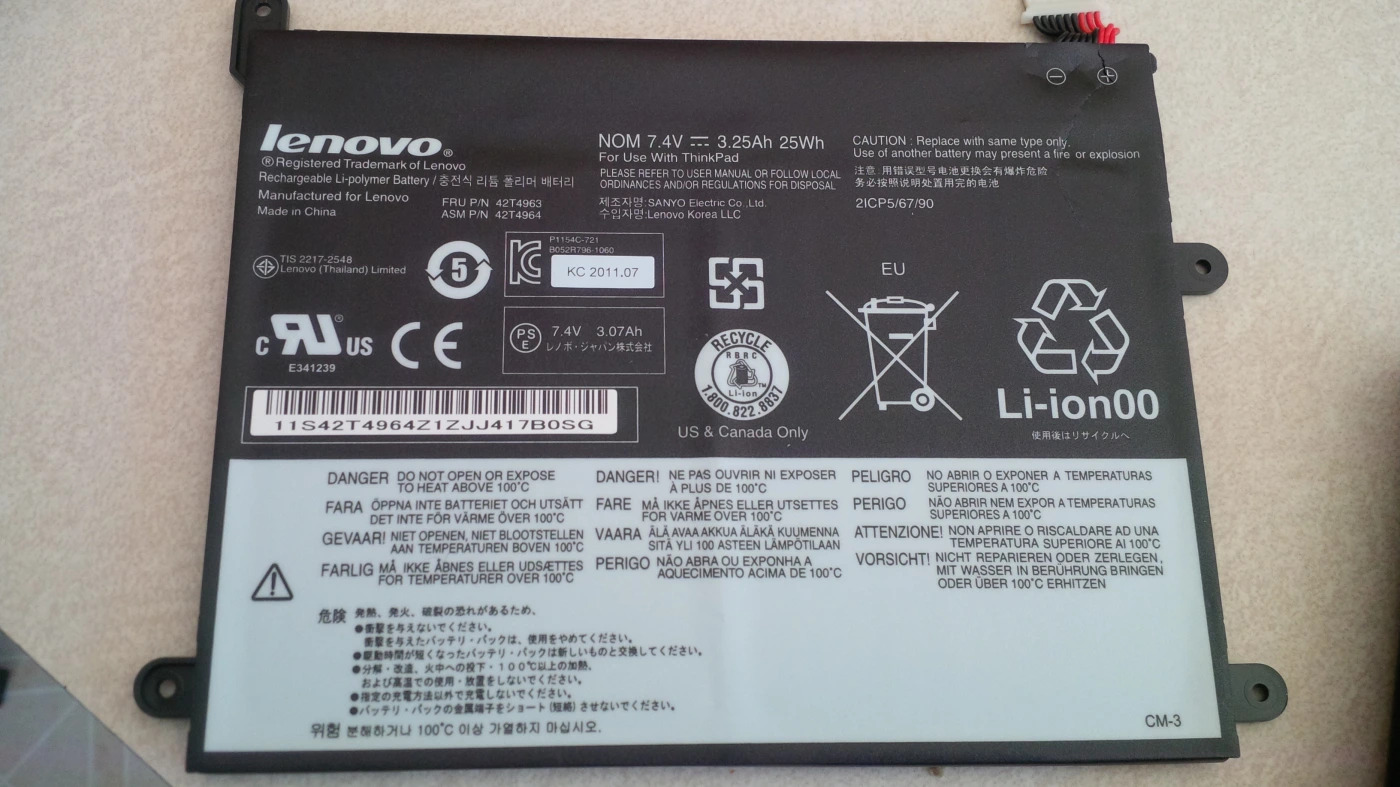 lenovo®
®Registered Trademark of Lenovo
Rechargeable Li-polymer Battery / 충전식 리튬 폴리머 배터리
Manufactured for Lenovo
Made in China
FRU P/N 42T4963
ASM P/N 42T4964
NOM 7.4V ⎓ 3.25Ah 25Wh
For Use With ThinkPad
PLEASE REFER TO USER MANUAL OR FOLLOW LOCAL
ORDINANCES AND/OR REGULATIONS FOR DISPOSAL
제조자명:SANYO Electric Co.,Ltd.
수입자명:Lenovo Korea LLC
⊖ ⊕
CAUTION : Replace with same type only.
Use of another battery may present a fire or explosion
注意 :用错误型号电池更换会有爆炸危险
务必按照说明处置用完的电池
2ICP5/67/90
TIS 2217-2548
Lenovo (Thailand) Limited
5
P1154C-721
B052R796-1060
KC 2011.07
c RU US
E341239
CE
PS
E
7.4V 3.07Ah
レノボ・ジャパン株式会社
11S42T4964Z1ZJJ417B0SG
RECYCLE
RBRC
Li-ion
TM
1.800.822.8837
US & Canada Only
EU
Li-ion00
使用後はリサイクルへ
DANGER DO NOT OPEN OR EXPOSE
TO HEAT ABOVE 100°C
FARA ÖPPNA INTE BATTERIET OCH UTSÄTT
DET INTE FÖR VÄRME ÖVER 100°C
GEVAAR! NIET OPENEN, NIET BLOOTSTELLEN
AAN TEMPERATUREN BOVEN 100°C
FARLIG MÅ IKKE ÅBNES ELLER UDSÆTTES
FOR TEMPERATURER OVER 100°C
DANGER! NE PAS OUVRIR NI EXPOSER
À PLUS DE 100°C
FARE MÅ IKKE ÅPNES ELLER UTSETTES
FOR VARME OVER 100°C
VAARA ÄLÄ AVAA AKKUA ÄLÄKÄ KUUMENNA
SITÄ YLI 100 ASTEEN LÄMPÖTILAAN
PERIGO NÃO ABRA OU EXPONHA A
AQUECIMENTO ACIMA DE 100°C
PELIGRO NO ABRIR O EXPONER A TEMPERATURAS
SUPERIORES A 100°C
PERIGO NÃO ABRIR NEM EXPOR A TEMPERATURAS
SUPERIORES A 100°C
ATTENZIONE! NON APRIRE O RISCALDARE AD UNA
TEMPERATURA SUPERIORE AI 100°C
VORSICHT! NICHT REPARIEREN ODER ZERLEGEN,
MIT WASSER IN BERÜHRUNG BRINGEN
ODER ÜBER 100°C ERHITZEN
危険 発熱、発火、破裂の恐れがあるため、
●衝撃を与えないでください。
衝撃を与えたバッテリ・パックは、使用をやめてください。
●駆動時間が短くなったバッテリ・パックは新しいものと交換してください。
●分解・改造、火中への投下・100℃以上の加熱、
および高温での使用・放置をしないでください。
●指定の充電方法以外で充電しないでください。
●バッテリ・パックの金属端子をショート(短絡)させないでください。
위험 분해하거나 100°C 이상 가열하지 마십시오.
CM-3